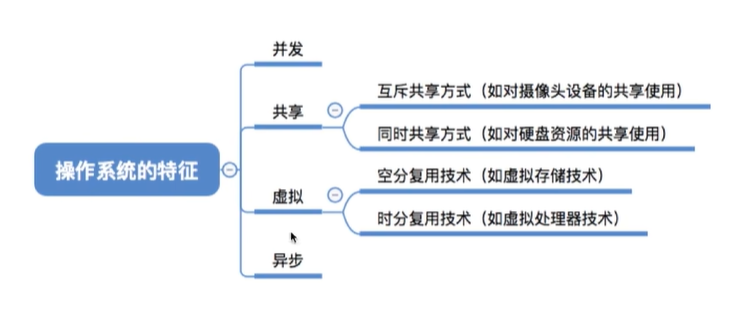 操作系统的特征
并发
共享
互斥共享方式（如对摄像头设备的共享使用）
同时共享方式（如对硬盘资源的共享使用）
虚拟
空分复用技术（如虚拟存储技术）
时分复用技术（如虚拟处理器技术）
异步